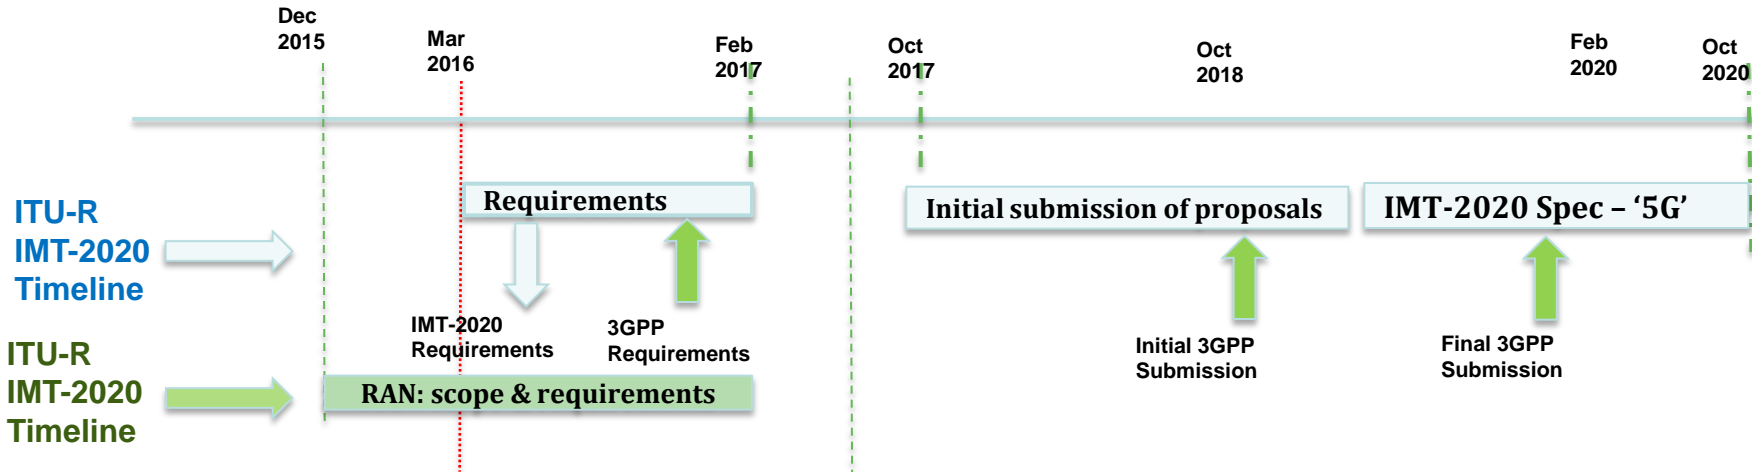 Dec
2015
Mar
2016
Feb
2017
Oct
2017
Oct
2018
Feb
2020
Oct
2020
ITU-R
IMT-2020
Timeline
Requirements
Initial submission of proposals
IMT-2020 Spec – ‘5G’
IMT-2020
Requirements
3GPP
Requirements
Initial 3GPP
Submission
Final 3GPP
Submission
ITU-R
IMT-2020
Timeline
RAN: scope & requirements